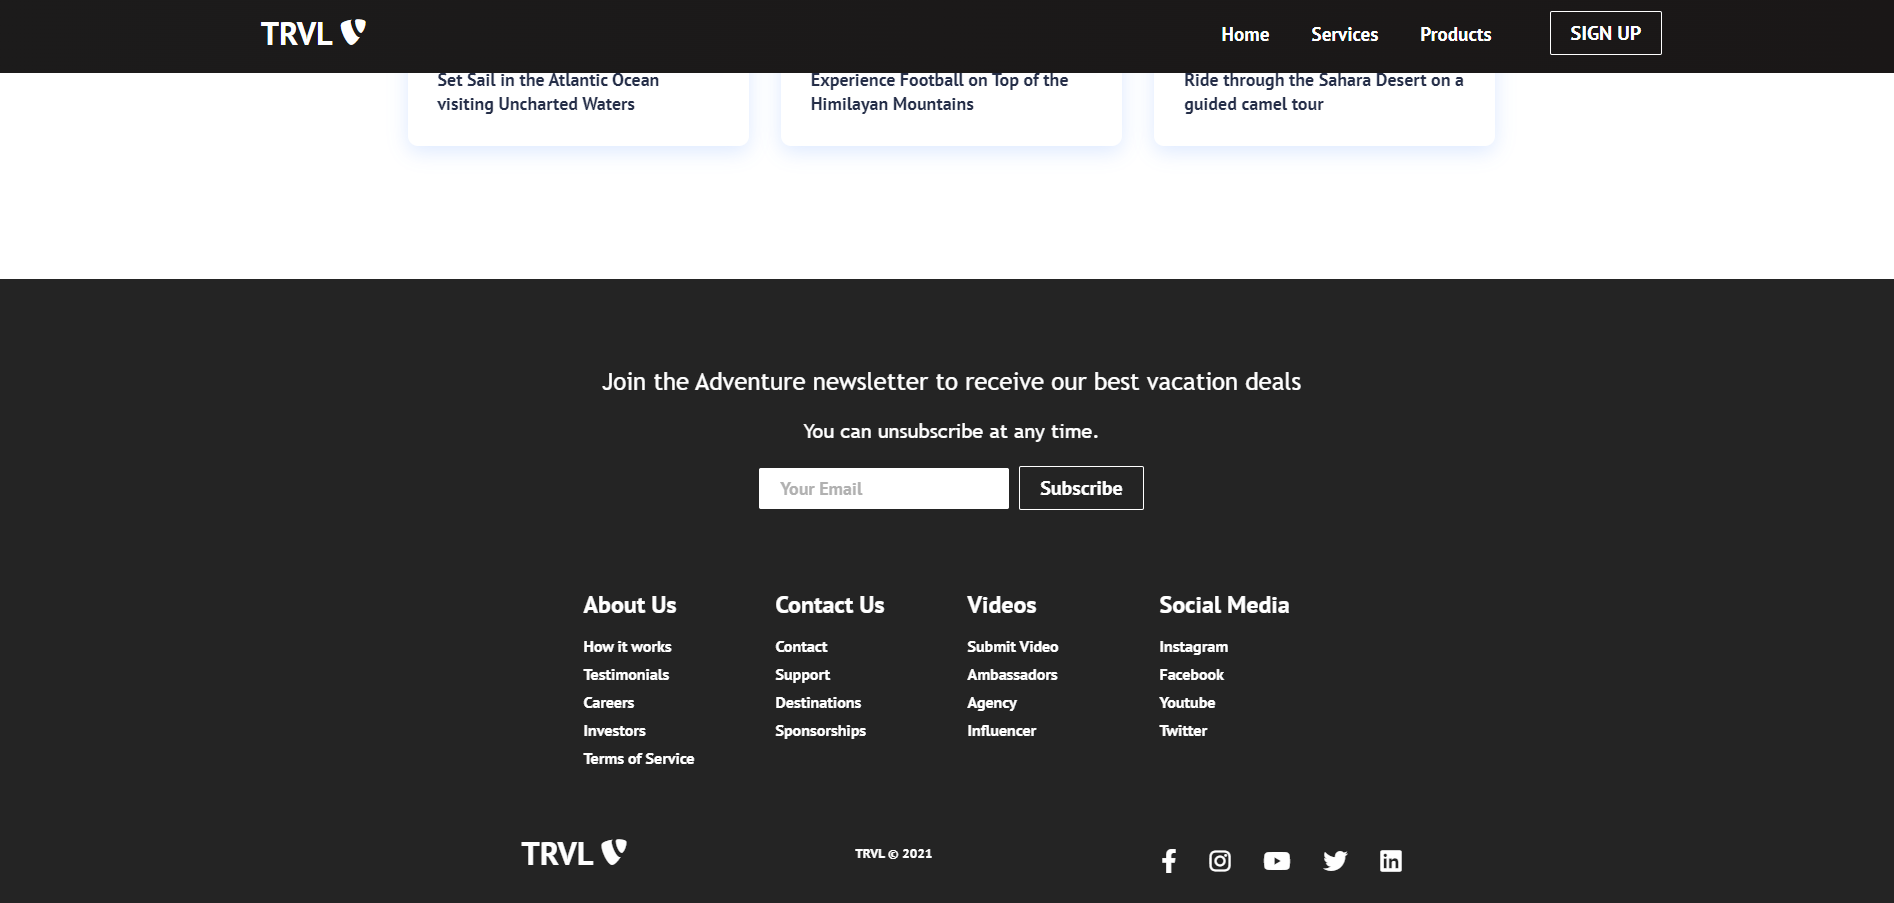 TRVL
Home Services Products SIGN UP
Set Sail in the Atlantic Ocean
visiting Uncharted Waters
Experience Football on Top of the
Himilayan Mountains
Ride through the Sahara Desert on a
guided camel tour
Join the Adventure newsletter to receive our best vacation deals
You can unsubscribe at any time.
Your Email Subscribe
About Us
How it works
Testimonials
Careers
Investors
Terms of Service
Contact Us
Contact
Support
Destinations
Sponsorships
Videos
Submit Video
Ambassadors
Agency
Influencer
Social Media
Instagram
Facebook
Youtube
Twitter
TRVL
TRVL © 2021